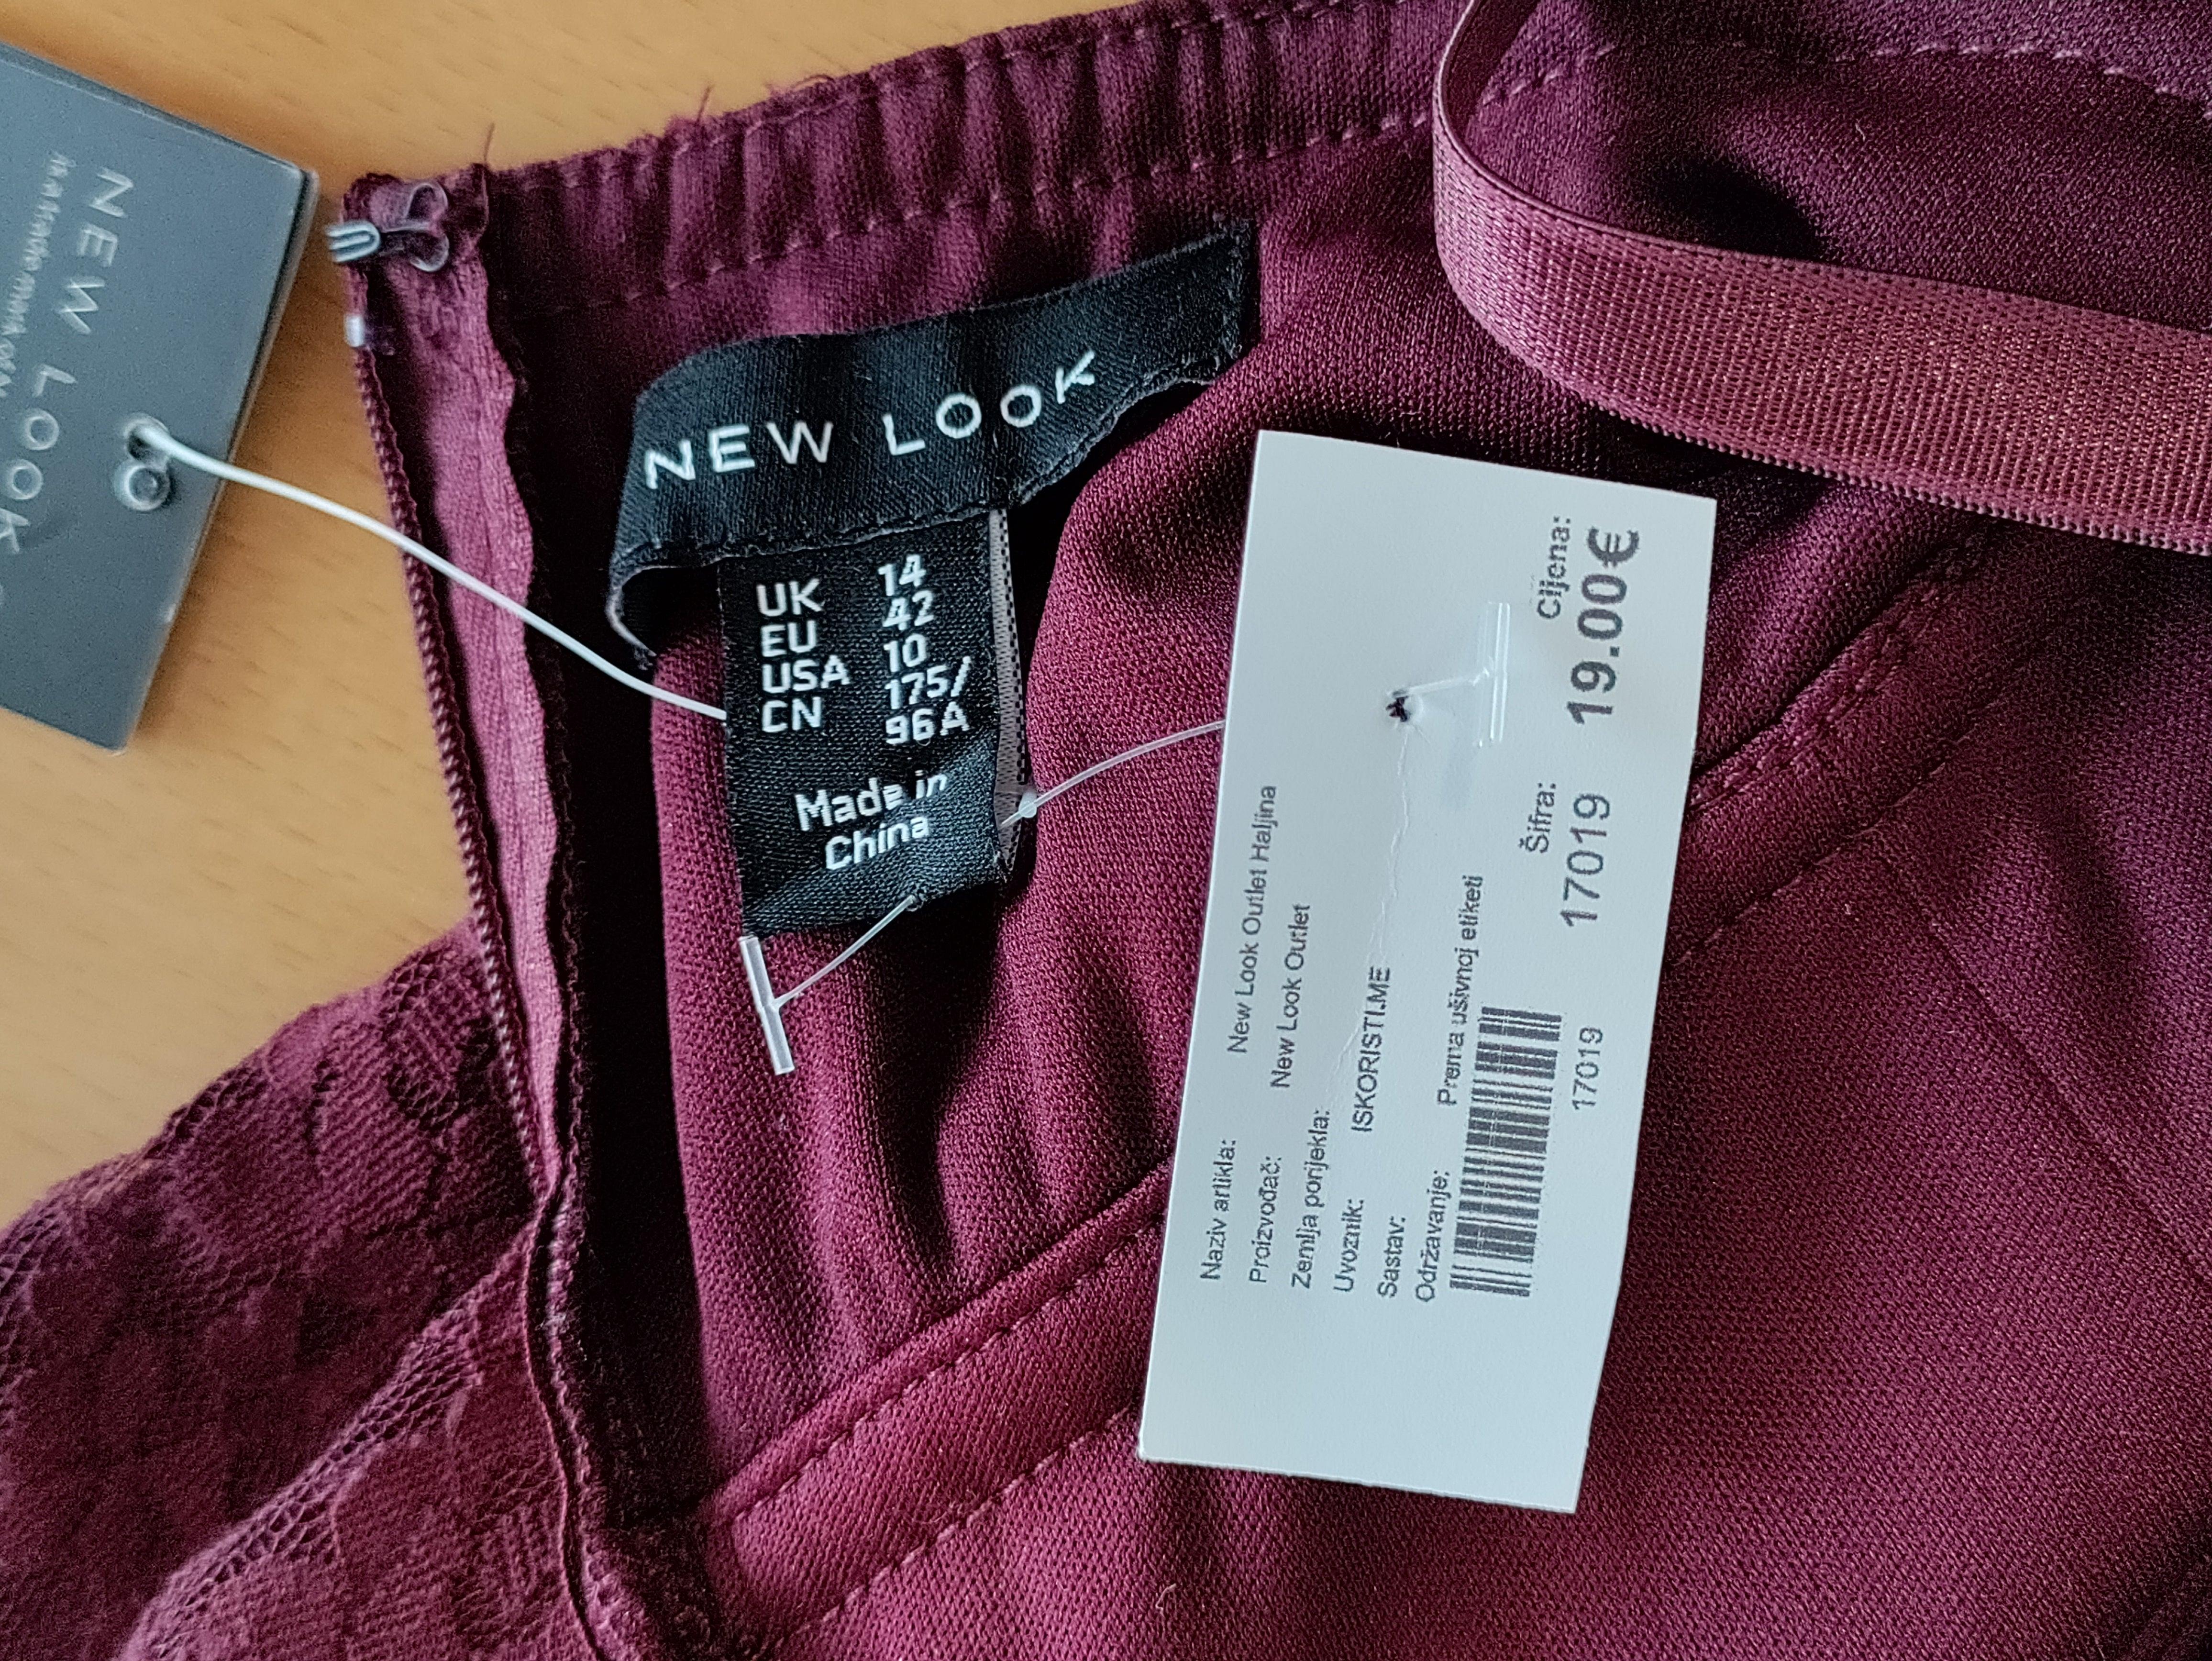 NEW LOOK
NEW LOOK
UK 14
EU 42
USA 10
CN 175/
96A
Made in
China
Naziv artikla: New Look Outlet Haljina
Proizvođač: New Look Outlet
Zemlja porijekla:
Uvoznik: ISKORISTI.ME
Sastav:
Održavanje: Prema ušivnoj etiketi
17019
Šifra:
17019
Cijena:
19.00€